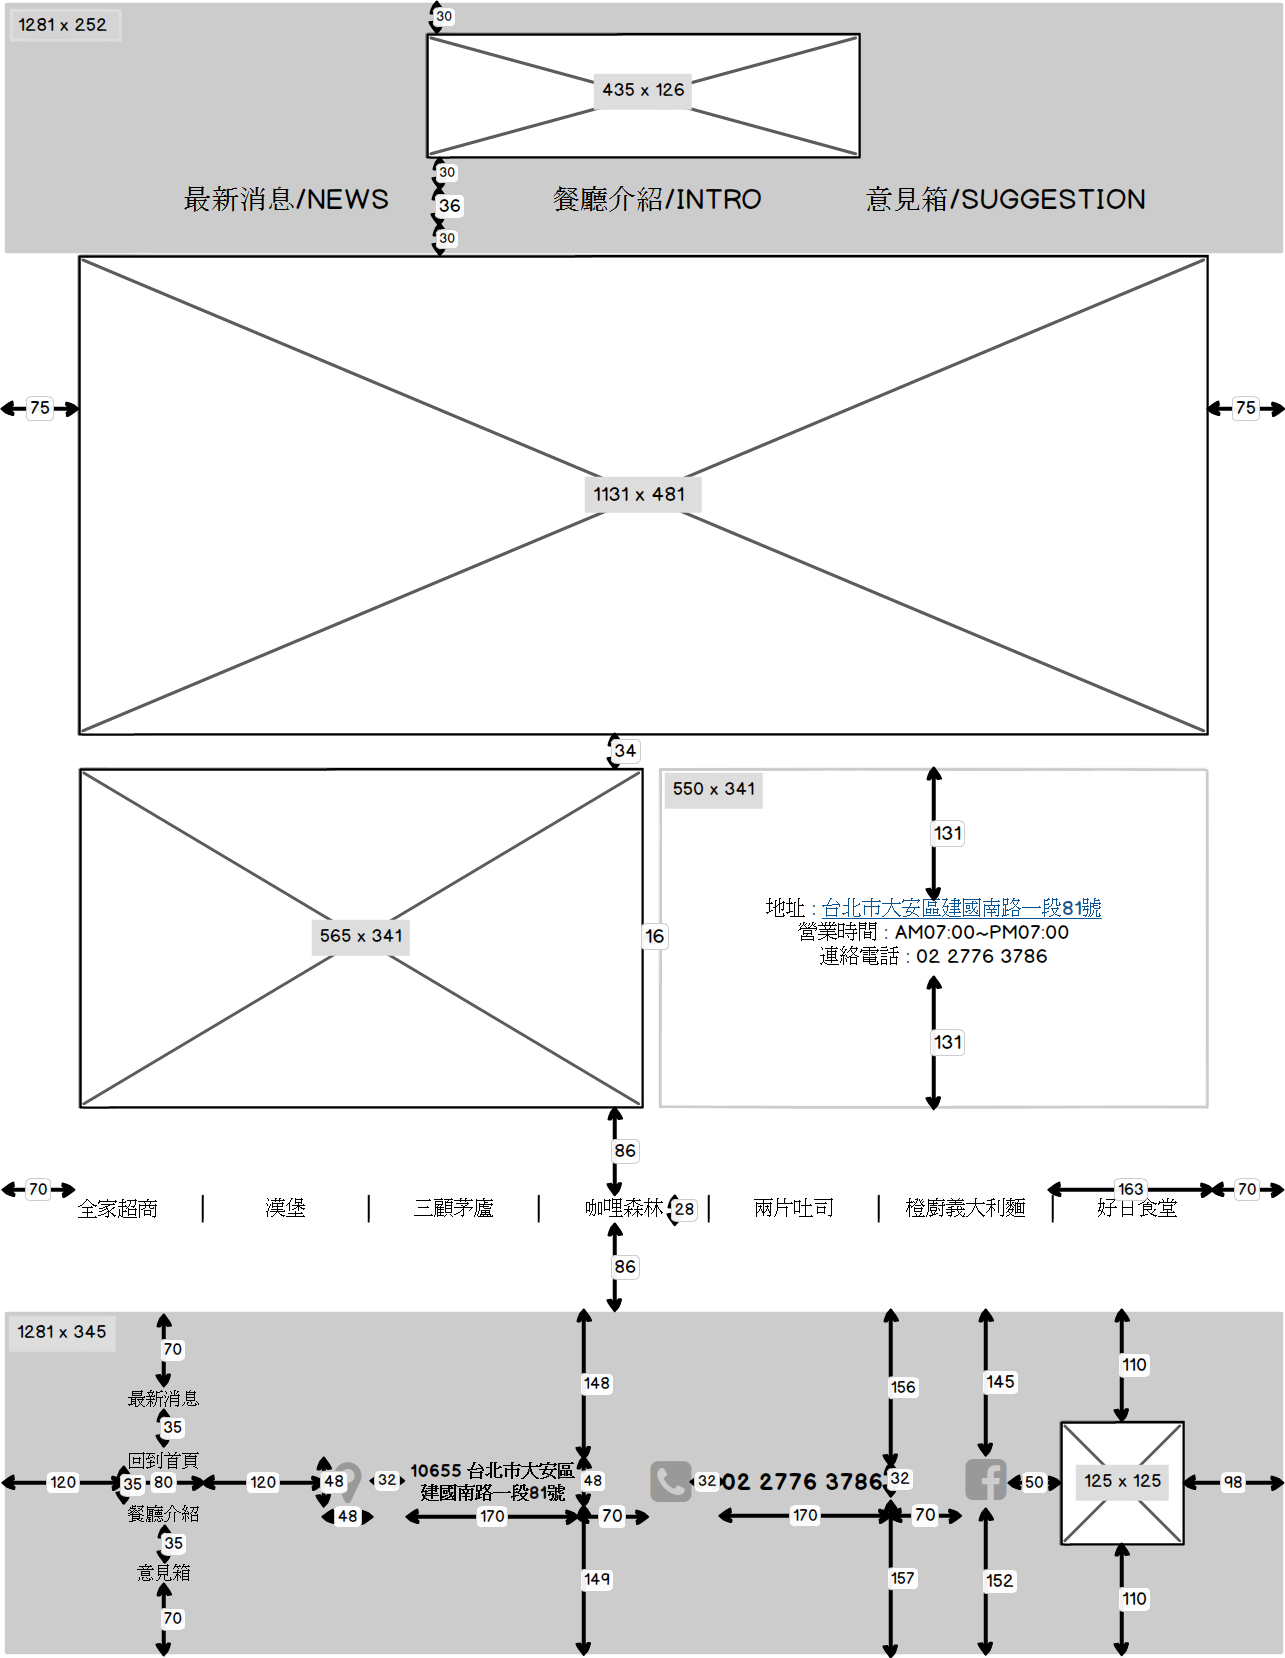 1281 x 252
30
435 x 126
30
最新消息/NEWS
36
餐廳介紹/INTRO
意見箱/SUGGESTION
30
75
75
1131 x 481
34
550 x 341
131
地址 : 台北市大安區建國南路一段81號
565 x 341
16
營業時間 : AM07:00~PM07:00
連絡電話 : 02 2776 3786
131
86
70
163
70
全家超商
漢堡
三顧茅廬
咖哩森林
28
兩片吐司
橙廚義大利麵
好日食堂
86
1281 x 345
70
148
156
145
110
最新消息
35
回到首頁
120
35
80
120
48
32
10655 台北市大安區
建國南路一段81號
48
32
02 2776 3786
32
50
125 x 125
98
餐廳介紹
48
170
70
170
70
35
意見箱
149
157
152
110
70